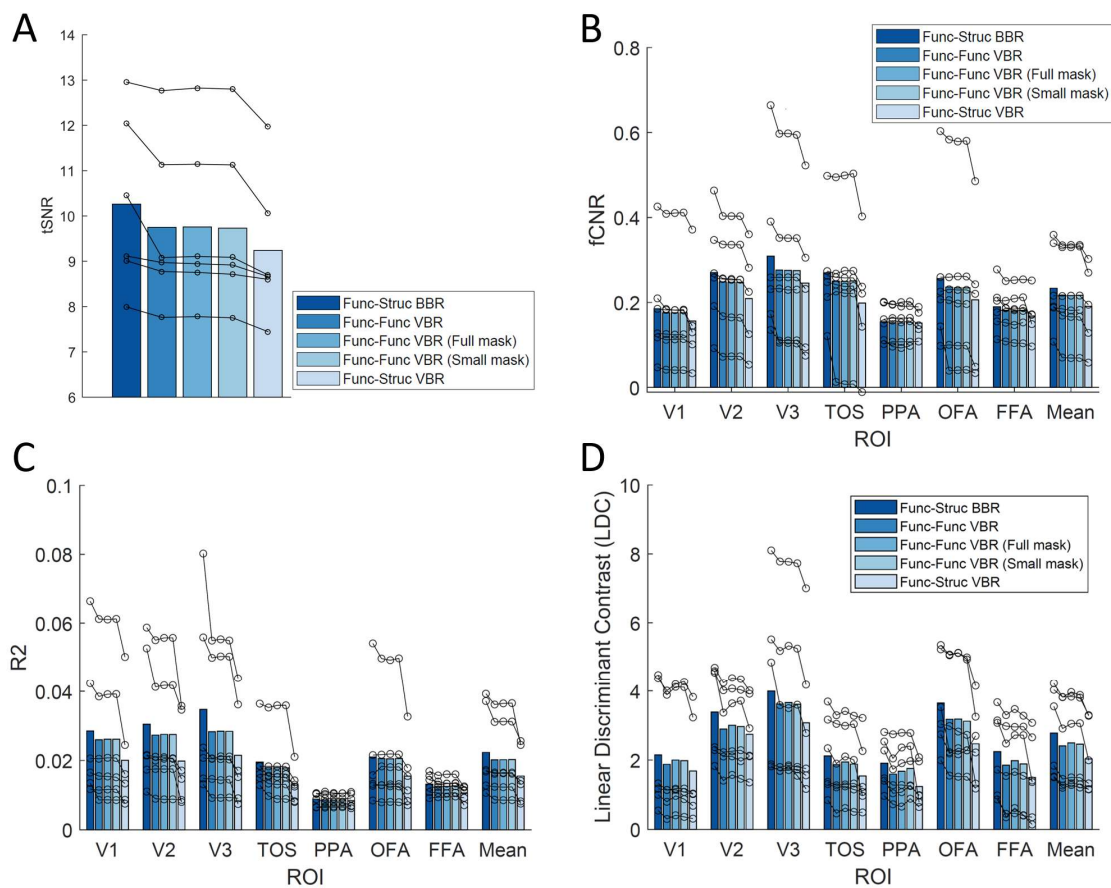 A
14
13
12
11
10
9
8
7
6
tSNR
Func-Struc BBR
Func-Func VBR
Func-Func VBR (Full mask)
Func-Func VBR (Small mask)
Func-Struc VBR
B
0.8
0.6
0.4
0.2
0
fCNR
Func-Struc BBR
Func-Func VBR
Func-Func VBR (Full mask)
Func-Func VBR (Small mask)
Func-Struc VBR
V1 V2 V3 TOS PPA OFA FFA Mean
ROI
C
0.1
0.08
0.06
0.04
0.02
0
R2
V1 V2 V3 TOS PPA OFA FFA Mean
ROI
D
10
8
6
4
2
0
Linear Discriminant Contrast (LDC)
Func-Struc BBR
Func-Func VBR
Func-Func VBR (Full mask)
Func-Func VBR (Small mask)
Func-Struc VBR
V1 V2 V3 TOS PPA OFA FFA Mean
ROI